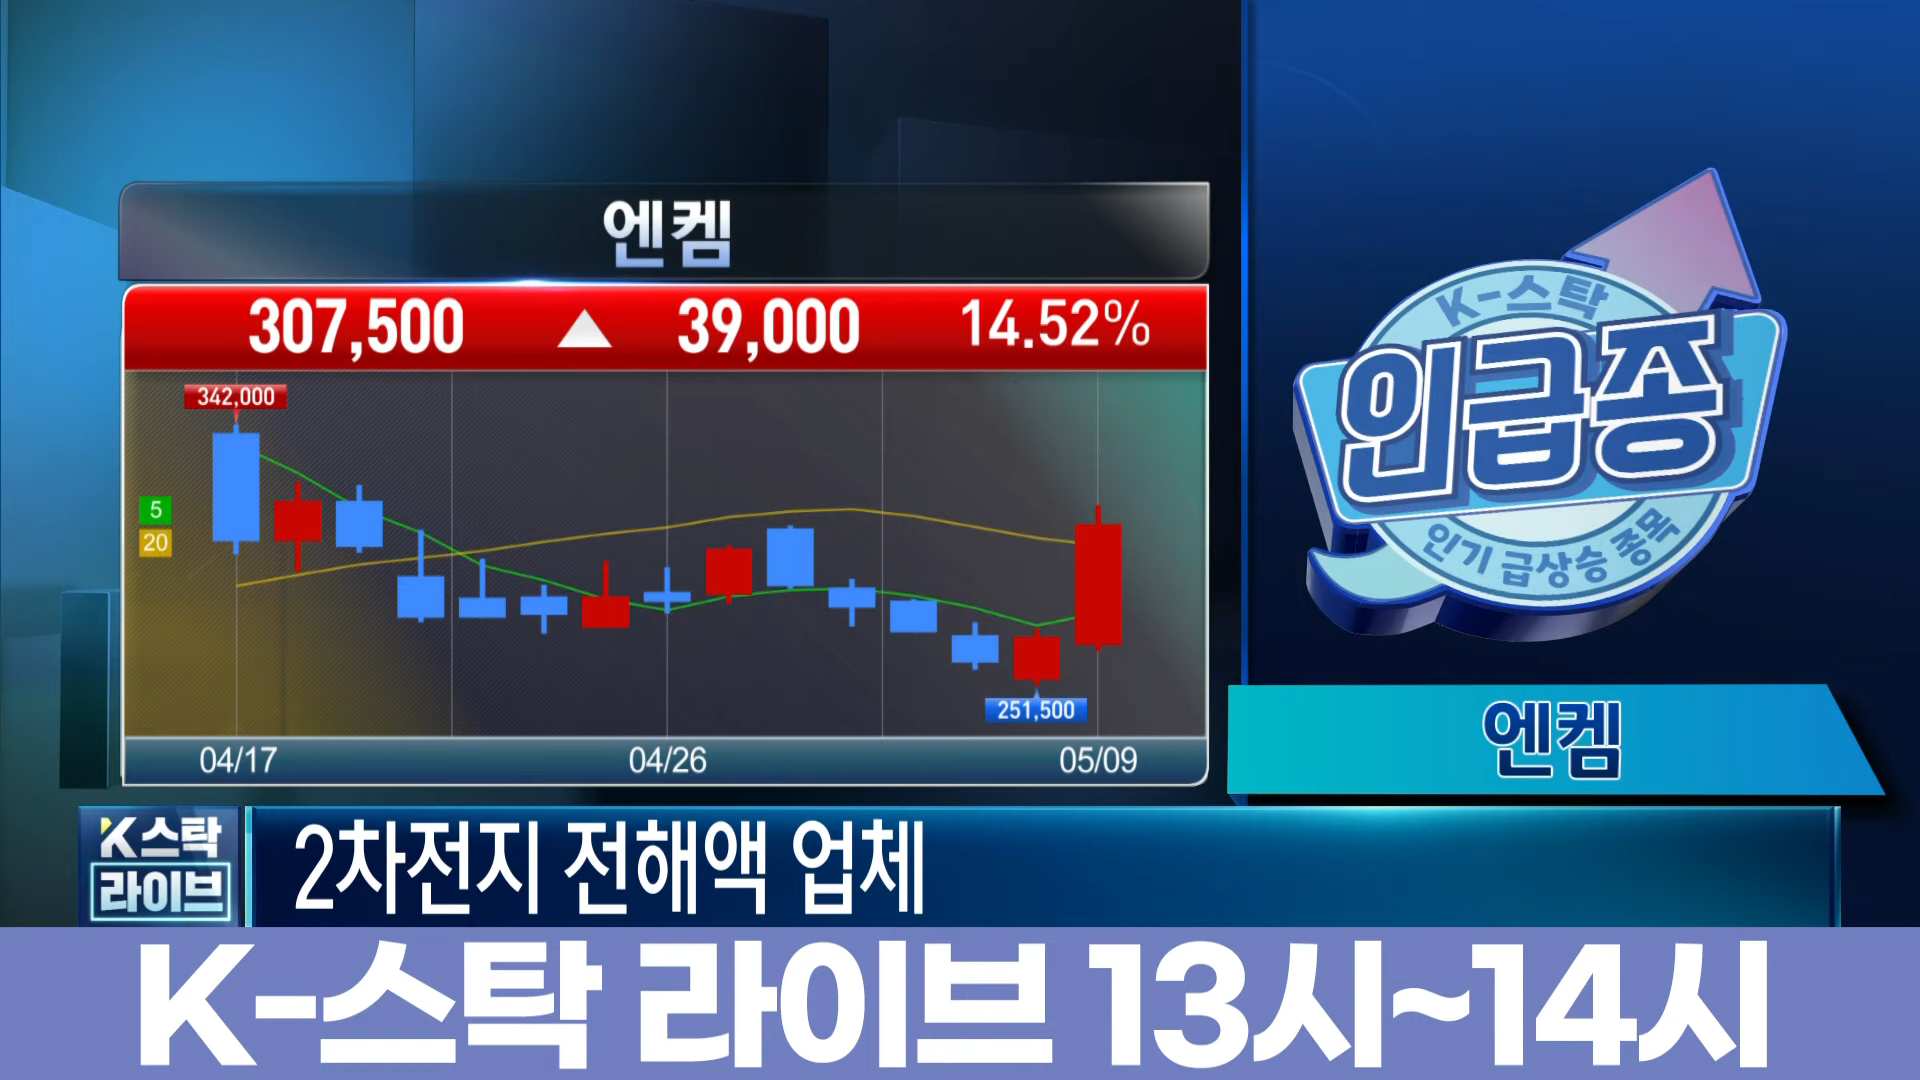 엔켐
307,500 ▲ 39,000 14.52%
342,000
5
20
251,500
04/17 04/26 05/09
K-스탁
인급종
인기 급상승 종목
엔켐
K스탁
라이브
2차전지 전해액 업체
K-스탁 라이브 13시~14시